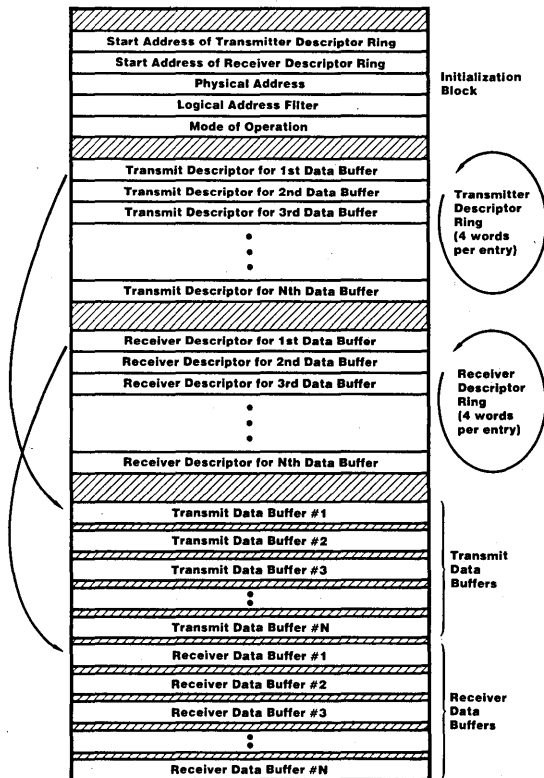 Start Address of Transmitter Descriptor Ring
Start Address of Receiver Descriptor Ring
Physical Address
Logical Address Filter
Mode of Operation
Initialization
Block
Transmit Descriptor for 1st Data Buffer
Transmit Descriptor for 2nd Data Buffer
Transmit Descriptor for 3rd Data Buffer
Transmit Descriptor for Nth Data Buffer
Transmitter
Descriptor
Ring
(4 words
per entry)
Receiver Descriptor for 1st Data Buffer
Receiver Descriptor for 2nd Data Buffer
Receiver Descriptor for 3rd Data Buffer
Receiver Descriptor for Nth Data Buffer
Receiver
Descriptor
Ring
(4 words
per entry)
Transmit Data Buffer #1
Transmit Data Buffer #2
Transmit Data Buffer #3
Transmit Data Buffer #N
Transmit
Data
Buffers
Receiver Data Buffer #1
Receiver Data Buffer #2
Receiver Data Buffer #3
Receiver Data Buffer #N
Receiver
Data
Buffers